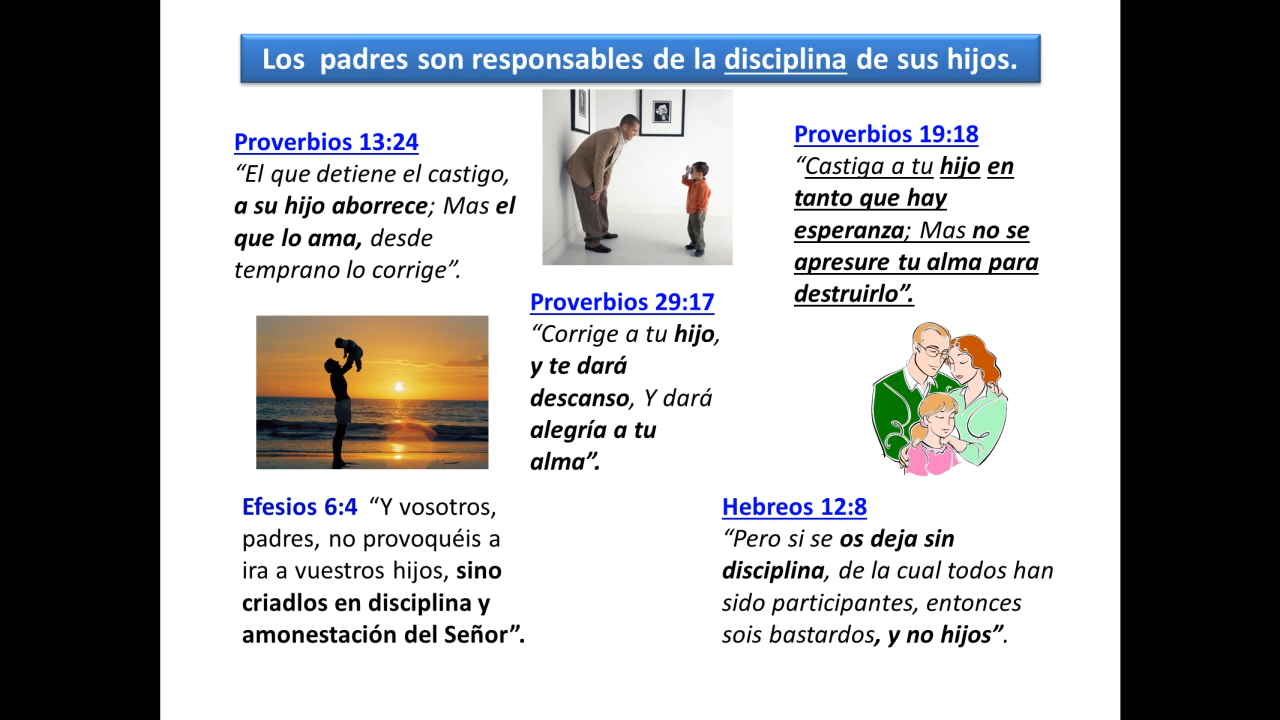 Los  padres son responsables de la disciplina de sus hijos.
Proverbios 13:24
“El que detiene el castigo,
a su hijo aborrece; Mas el
que lo ama, desde
temprano lo corrige”.
Proverbios 29:17
“Corrige a tu hijo,
y te dará
descanso, Y dará
alegría a tu
alma”.
Proverbios 19:18
“Castiga a tu hijo en
tanto que hay
esperanza; Mas no se
apresure tu alma para
destruirlo”.
Efesios 6:4  “Y vosotros,
padres, no provoquéis a
ira a vuestros hijos, sino
criadlos en disciplina y
amonestación del Señor”.
Hebreos 12:8
“Pero si se os deja sin
disciplina, de la cual todos han
sido participantes, entonces
sois bastardos, y no hijos”.